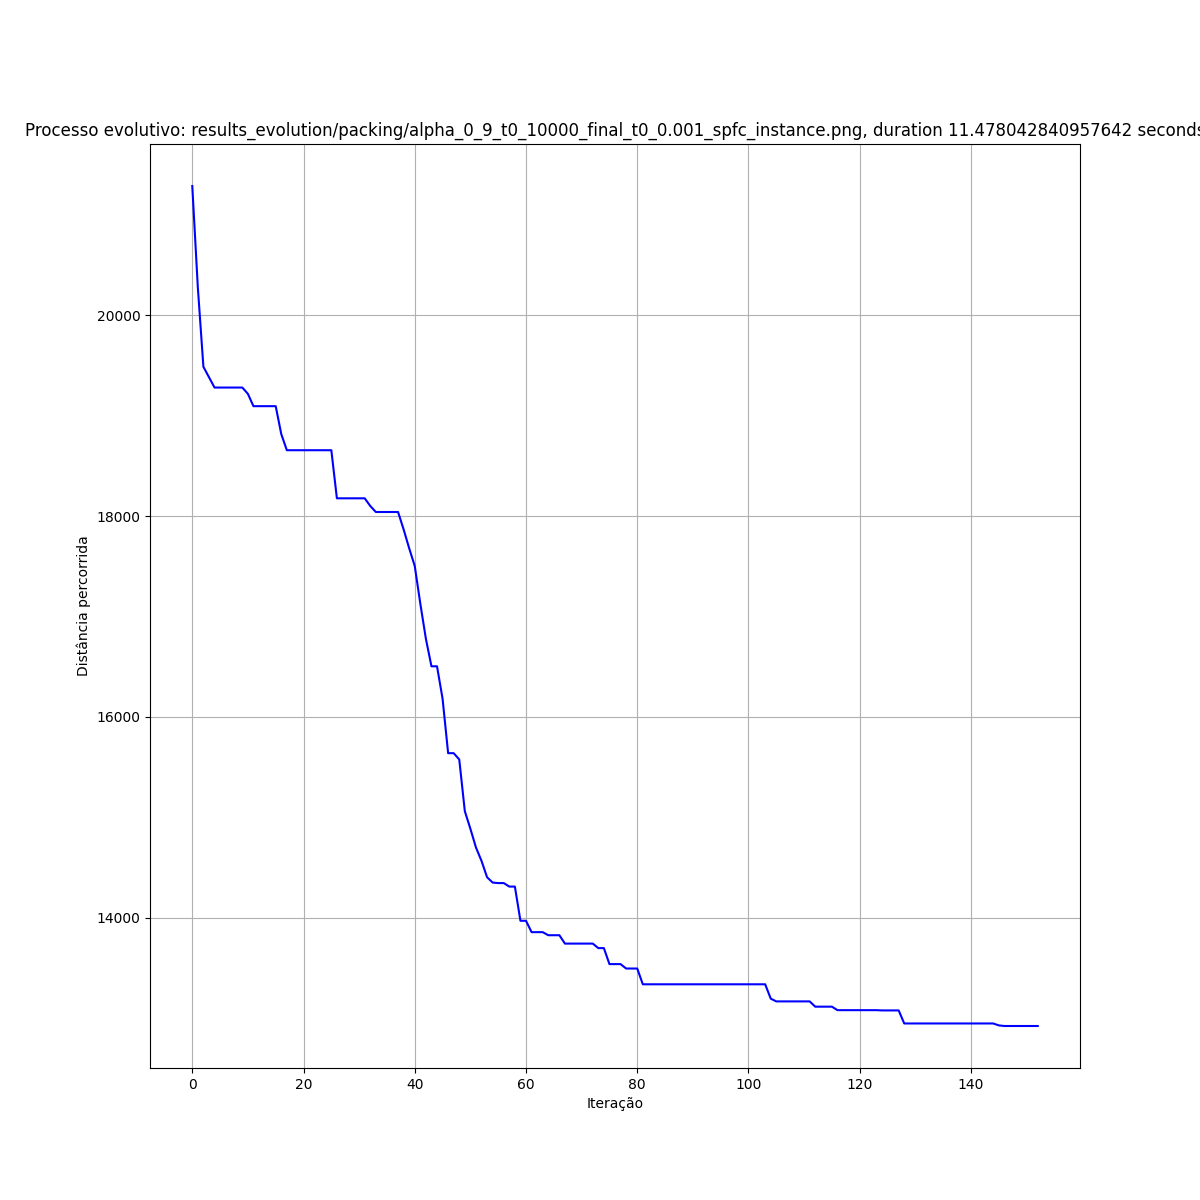 Processo evolutivo: results_evolution/packing/alpha_0_9_t0_10000_final_t0_0.001_spfc_instance.png, duration 11.478042840957642 seconds
20000
18000
16000
14000
Distância percorrida
0 20 40 60 80 100 120 140
Iteração